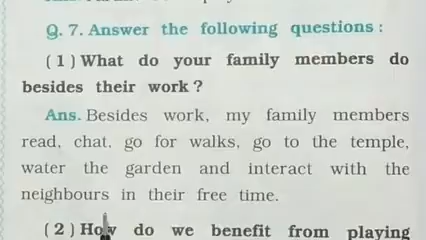 Q. 7. Answer the following questions :
( 1 ) What do your family members do
besides their work ?
Ans. Besides work, my family members
read, chat, go for walks, go to the temple,
water the garden and interact with the
neighbours in their free time.
( 2 ) How do we benefit from playing